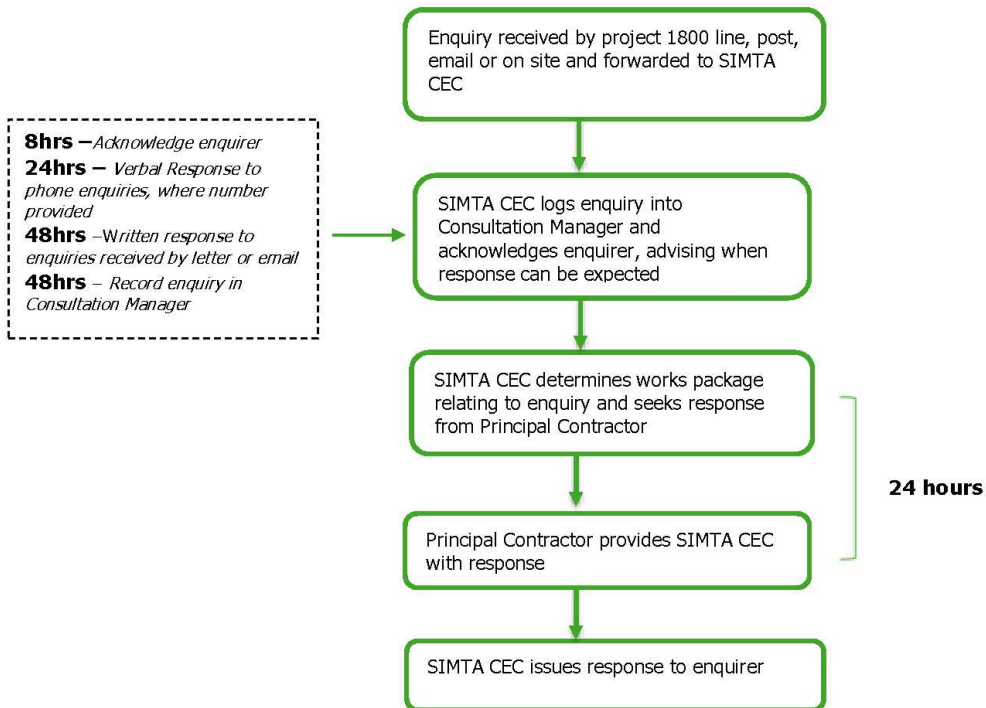 Enquiry received by project 1800 line, post,
email or on site and forwarded to SIMTA
CEC
8hrs –Acknowledge enquirer
24hrs – Verbal Response to
phone enquiries, where number
provided
48hrs –Written response to
enquiries received by letter or email
48hrs – Record enquiry in
Consultation Manager
SIMTA CEC logs enquiry into
Consultation Manager and
acknowledges enquirer, advising when
response can be expected
SIMTA CEC determines works package
relating to enquiry and seeks response
from Principal Contractor
24 hours
Principal Contractor provides SIMTA CEC
with response
SIMTA CEC issues response to enquirer